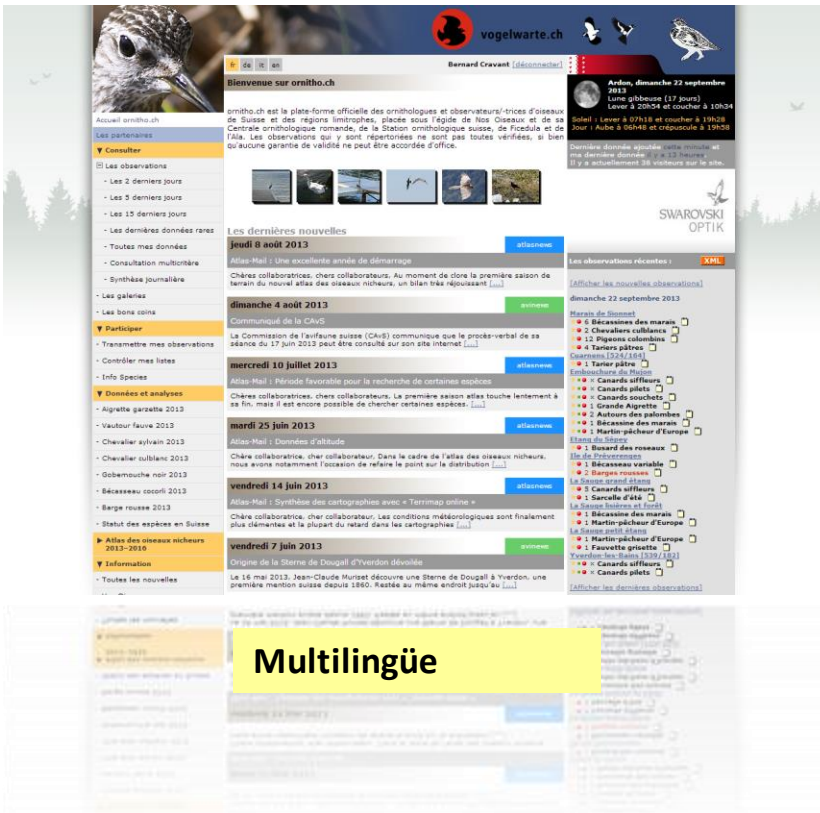 vogelwarte.ch
fr de it en
Bernard Cravant [déconnecter]
Bienvenue sur ornitho.ch
ornitho.ch est la plate-forme officielle des ornithologues et observateurs/-trices d'oiseaux
de Suisse et des régions limitrophes, placée sous l'égide de Nos Oiseaux et de sa
Centrale ornithologique romande, de la Station ornithologique suisse, de Ficedula et de
l'Ala. Les observations qui y sont répertoriées ne sont pas toutes vérifiées, si bien
qu'aucune garantie de validité ne peut être accordée d'office.
Accueil ornitho.ch
Les partenaires
▼ Consulter
Les observations
- Les 2 derniers jours
- Les 5 derniers jours
- Les 15 derniers jours
- Les dernières données rares
- Toutes mes données
- Consultation multicritère
- Synthèse journalière
- Les galeries
- Les bons coins
▼ Participer
- Transmettre mes observations
- Contrôler mes listes
- Info Species
▼ Données et analyses
- Aigrette garzette 2013
- Vautour fauve 2013
- Chevalier sylvain 2013
- Chevalier culblanc 2013
- Gobemouche noir 2013
- Bécasseau cocorli 2013
- Barge rousse 2013
- Statut des espèces en Suisse
▶ Atlas des oiseaux nicheurs
2013-2016
▼ Information
- Toutes les nouvelles
Les dernières nouvelles
jeudi 8 août 2013 atlasnews
Atlas-Mail : Une excellente année de démarrage
Chères collaboratrices, chers collaborateurs, Au moment de clore la première saison de
terrain du nouvel atlas des oiseaux nicheurs, un bilan très réjouissant [...]
dimanche 4 août 2013 avinews
Communiqué de la CAvS
La Commission de l'avifaune suisse (CAvS) communique que le procès-verbal de sa
séance du 17 juin 2013 peut être consulté sur son site internet [...]
mercredi 10 juillet 2013 atlasnews
Atlas-Mail : Période favorable pour la recherche de certaines espèces
Chères collaboratrices, chers collaborateurs, La première saison atlas touche lentement à
sa fin, mais il est encore possible de chercher certaines espèces. [...]
mardi 25 juin 2013 atlasnews
Atlas-Mail : Données d'altitude
Chère collaboratrice, cher collaborateur, Dans le cadre de l'atlas des oiseaux nicheurs,
nous avons notamment l'occasion de refaire le point sur la distribution [...]
vendredi 14 juin 2013 atlasnews
Atlas-Mail : Synthèse des cartographies avec « Terrimap online »
Chère collaboratrice, cher collaborateur, Les conditions météorologiques sont finalement
plus clémentes et la plupart du retard dans les cartographies [...]
vendredi 7 juin 2013 avinews
Origine de la Sterne de Dougall d'Yverdon dévoilée
Le 16 mai 2013, Jean-Claude Muriset découvre une Sterne de Dougall à Yverdon, une
première mention suisse depuis 1860. Restée au même endroit jusqu'au [...]
Ardon, dimanche 22 septembre
2013
Lune gibbeuse (17 jours)
Lever à 20h54 et coucher à 10h34
Soleil : Lever à 07h18 et coucher à 19h28
Jour : Aube à 06h48 et crépuscule à 19h58
Dernière donnée ajoutée cette minute et
ma dernière donnée il y a 13 heures.
Il y a actuellement 36 visiteurs sur le site.
SWAROVSKI
OPTIK
Les observations récentes : XML
[Afficher les nouvelles observations]
dimanche 22 septembre 2013
Marais de Sionnet
6 Bécassines des marais
2 Chevaliers culblancs
12 Pigeons colombins
4 Tariers pâtres
Cuarnens [524/164]
1 Tarier pâtre
Embouchure du Mujon
× Canards siffleurs
× Canards pilets
× Canards souchets
1 Grande Aigrette
2 Autours des palombes
1 Bécassine des marais
1 Martin-pêcheur d'Europe
Etang du Sépey
1 Busard des roseaux
Ile de Préverenges
1 Bécasseau variable
2 Barges rousses
La Sauge grand étang
5 Canards siffleurs
1 Sarcelle d'été
La Sauge lisières et forêt
1 Bécassine des marais
1 Martin-pêcheur d'Europe
La Sauge petit étang
1 Martin-pêcheur d'Europe
1 Fauvette grisette
Yverdon-les-Bains [539/182]
× Canards siffleurs
× Canards pilets
[Afficher les dernières observations]
Multilingüe